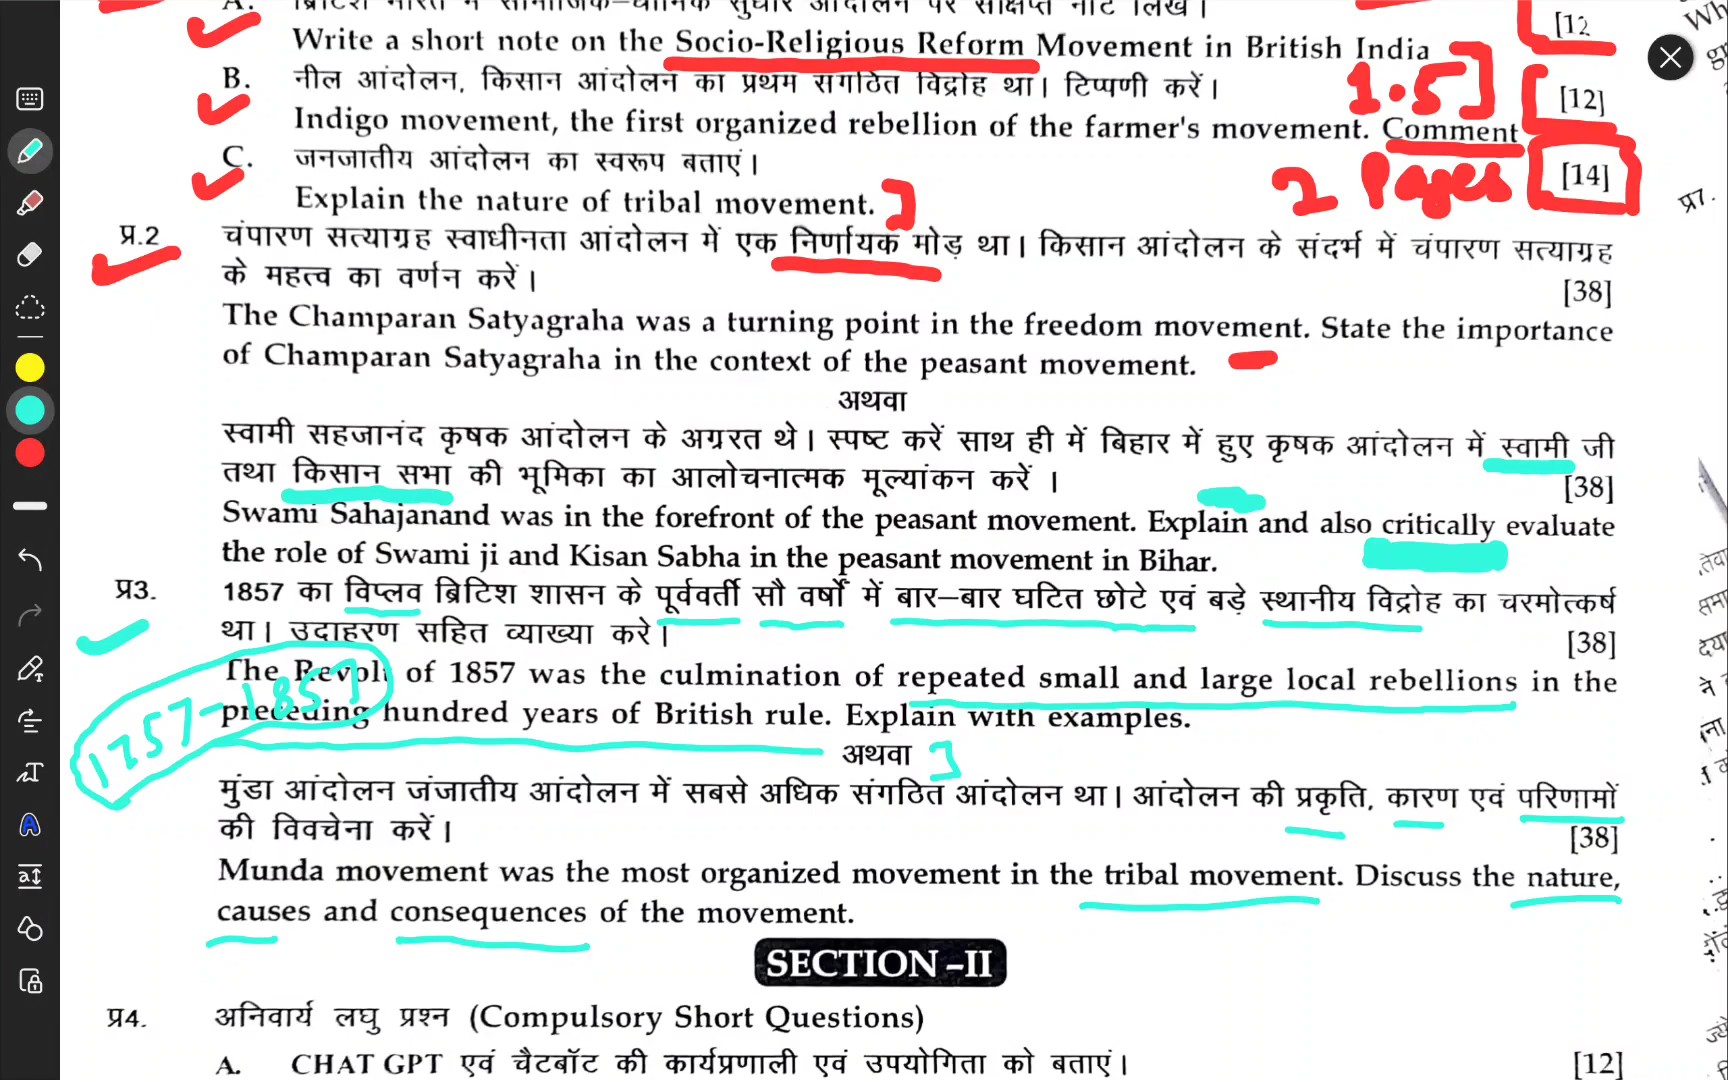 A. ब्रिटिश भारत में सामाजिक-धार्मिक सुधार आंदोलन पर संक्षिप्त नोट लिखें।
[12
Write a short note on the Socio-Religious Reform Movement in British India
B. नील आंदोलन, किसान आंदोलन का प्रथम संगठित विद्रोह था। टिप्पणी करें।
1.5
[12]
Indigo movement, the first organized rebellion of the farmer's movement. Comment
C. जनजातीय आंदोलन का स्वरूप बताएं।
2 Pages
[14]
Explain the nature of tribal movement.
प्र7.
प्र.2 चंपारण सत्याग्रह स्वाधीनता आंदोलन में एक निर्णायक मोड़ था। किसान आंदोलन के संदर्भ में चंपारण सत्याग्रह
के महत्व का वर्णन करें। [38]
The Champaran Satyagraha was a turning point in the freedom movement. State the importance
of Champaran Satyagraha in the context of the peasant movement.
अथवा
स्वामी सहजानंद कृषक आंदोलन के अग्ररत थे। स्पष्ट करें साथ ही में बिहार में हुए कृषक आंदोलन में स्वामी जी
तथा किसान सभा की भूमिका का आलोचनात्मक मूल्यांकन करें । [38]
Swami Sahajanand was in the forefront of the peasant movement. Explain and also critically evaluate
the role of Swami ji and Kisan Sabha in the peasant movement in Bihar.
प्र3. 1857 का विप्लव ब्रिटिश शासन के पूर्ववर्ती सौ वर्षों में बार-बार घटित छोटे एवं बड़े स्थानीय विद्रोह का चरमोत्कर्ष
था। उदाहरण सहित व्याख्या करे। [38]
The Revolt of 1857 was the culmination of repeated small and large local rebellions in the
preceding hundred years of British rule. Explain with examples.
1757-1857
अथवा
मुंडा आंदोलन जंजातीय आंदोलन में सबसे अधिक संगठित आंदोलन था। आंदोलन की प्रकृति, कारण एवं परिणामों
की विवचेना करें। [38]
Munda movement was the most organized movement in the tribal movement. Discuss the nature,
causes and consequences of the movement.
SECTION –II
प्र4. अनिवार्य लघु प्रश्न (Compulsory Short Questions)
A. CHAT GPT एवं चैटबॉट की कार्यप्रणाली एवं उपयोगिता को बताएं। [12]